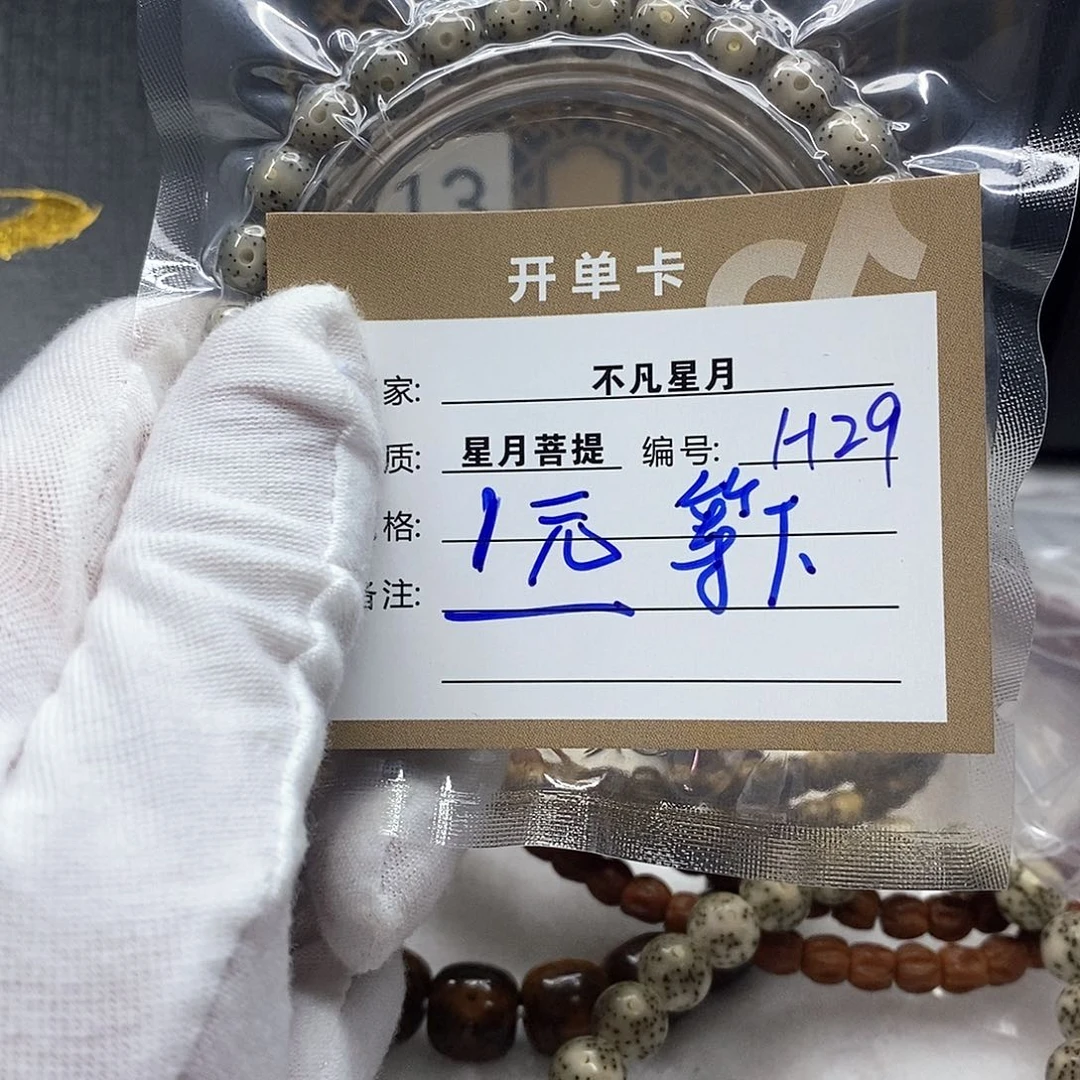 13
开单卡
家: 不凡星月
质: 星月菩提 编号: H29
格: 1元
备注: